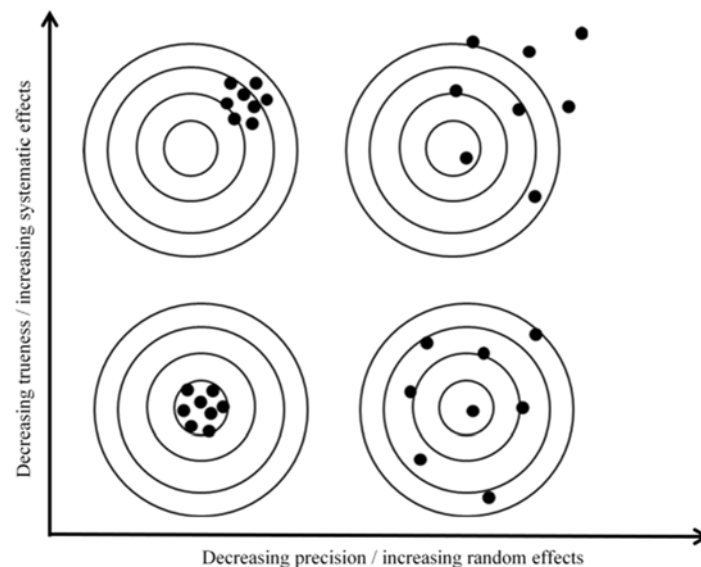 Decreasing trueness / increasing systematic effects
Decreasing precision / increasing random effects